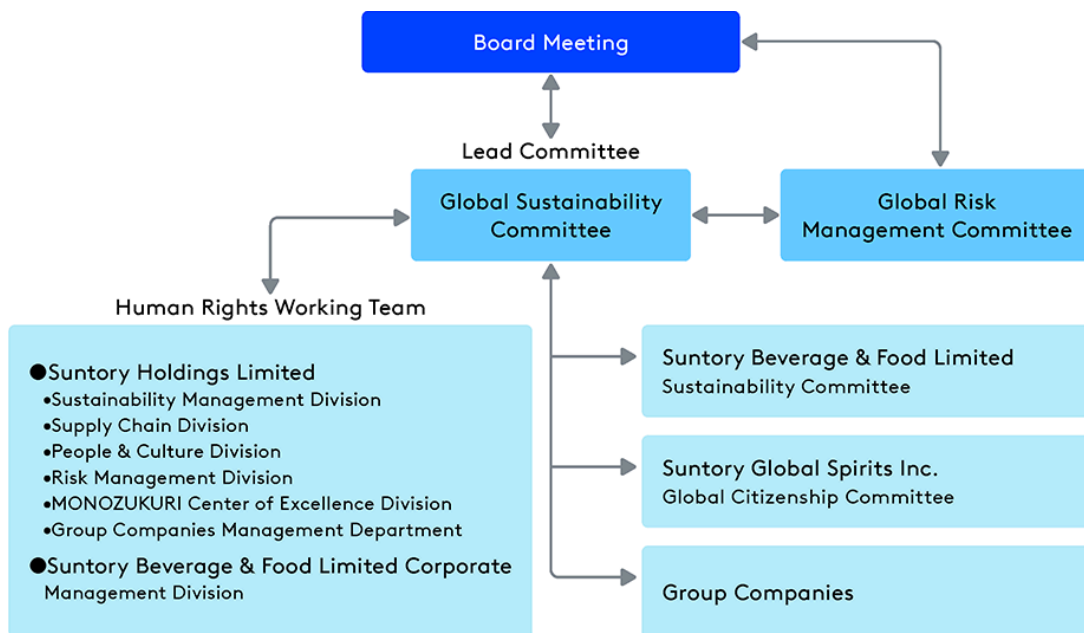 Board Meeting
Lead Committee
Global Sustainability
Committee
Global Risk
Management Committee
Human Rights Working Team
●Suntory Holdings Limited
•Sustainability Management Division
•Supply Chain Division
•People & Culture Division
•Risk Management Division
•MONOZUKURI Center of Excellence Division
•Group Companies Management Department
●Suntory Beverage & Food Limited Corporate
Management Division
Suntory Beverage & Food Limited
Sustainability Committee
Suntory Global Spirits Inc.
Global Citizenship Committee
Group Companies